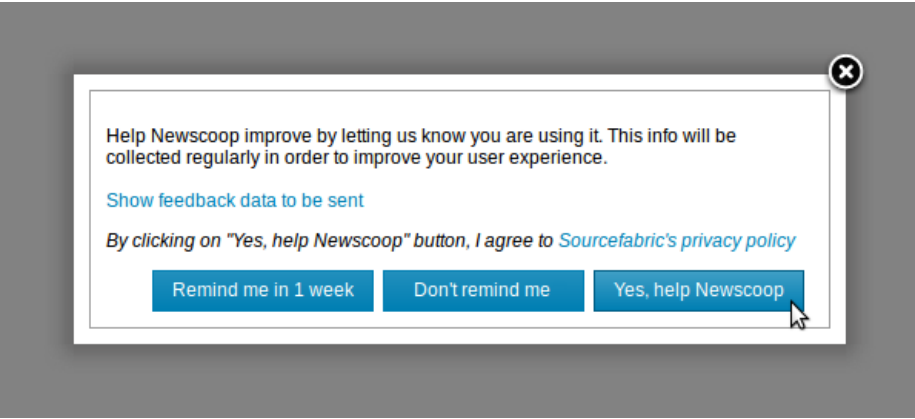 Help Newscoop improve by letting us know you are using it. This info will be
collected regularly in order to improve your user experience.
Show feedback data to be sent
By clicking on "Yes, help Newscoop" button, I agree to Sourcefabric's privacy policy
Remind me in 1 week Don't remind me Yes, help Newscoop